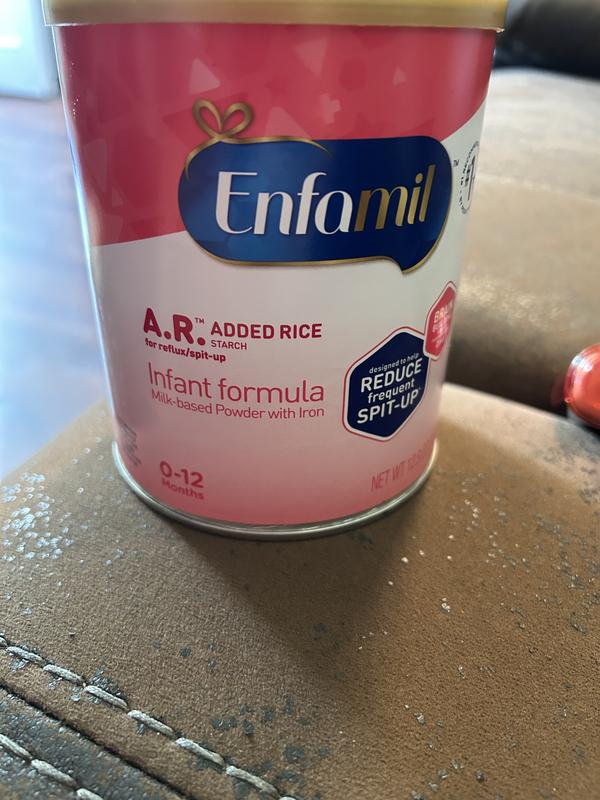 Enfamil
™
A.R.™ ADDED RICE
STARCH
for reflux/spit-up
Infant formula
Milk-based Powder with Iron
designed to help
REDUCE
frequent
SPIT-UP*
0-12
Months
NET WT